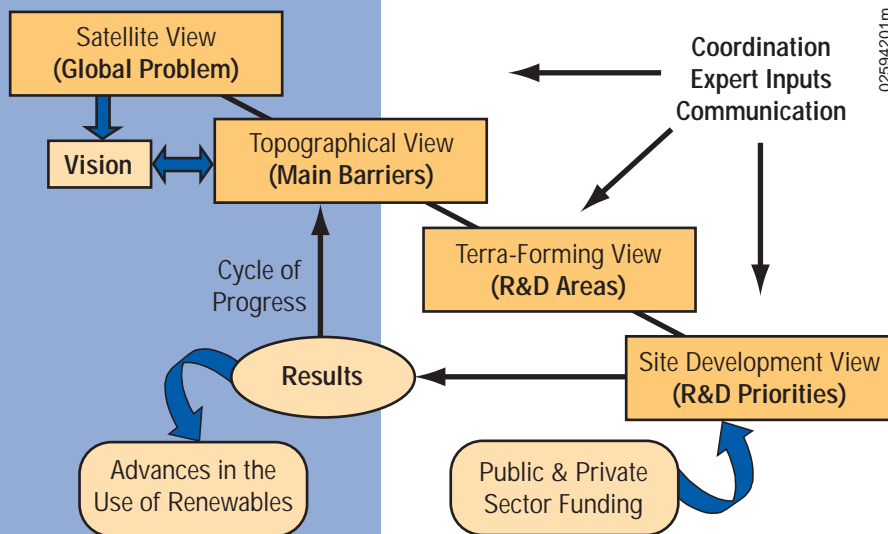 Satellite View
(Global Problem)
Coordination
Expert Inputs
Communication
02594201m
Vision
Topographical View
(Main Barriers)
Terra-Forming View
(R&D Areas)
Cycle of
Progress
Results
Site Development View
(R&D Priorities)
Advances in the
Use of Renewables
Public & Private
Sector Funding